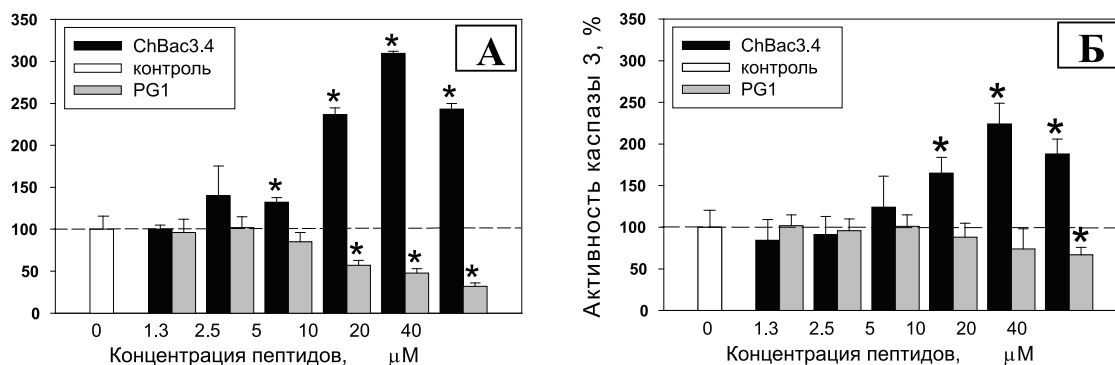 350
300
250
200
150
100
50
0
ChBac3.4
контроль
PG1
А
* * * * * * *
0 1.3 2.5 5 10 20 40
Концентрация пептидов, μM
Активность каспазы 3, %
350
300
250
200
150
100
50
0
ChBac3.4
контроль
PG1
Б
* * * *
0 1.3 2.5 5 10 20 40
Концентрация пептидов, μM